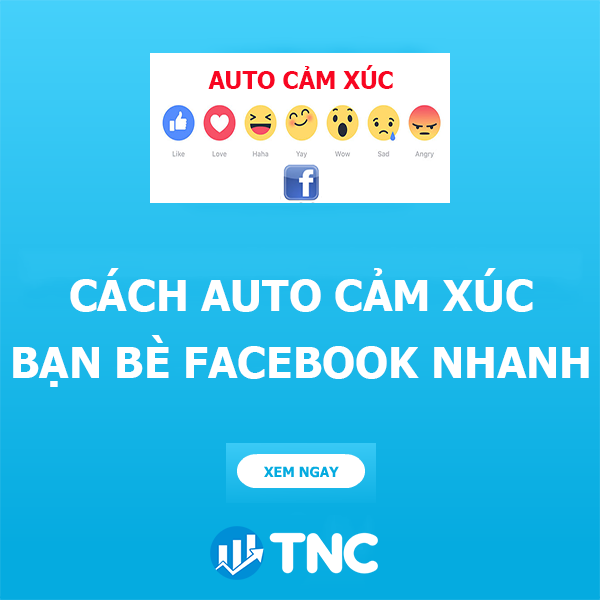 AUTO CẢM XÚC
Like Love Haha Yay Wow Sad Angry
f
CÁCH AUTO CẢM XÚC
BẠN BÈ FACEBOOK NHANH
XEM NGAY
TNC